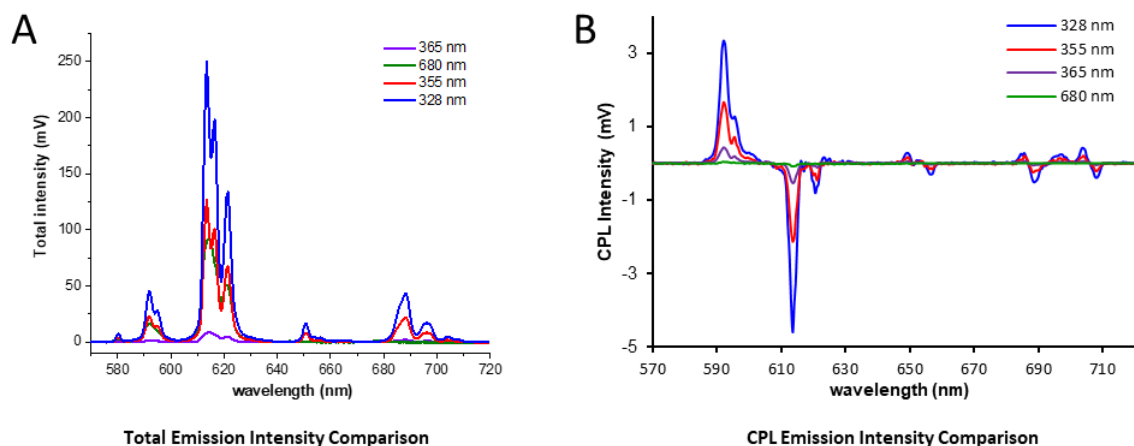 A
Total intensity (mV)
250
200
150
100
50
0
580
600
620
640
660
680
700
720
wavelength (nm)
365 nm
680 nm
355 nm
328 nm
Total Emission Intensity Comparison
B
CPL Intensity (mV)
3
1
-1
-3
-5
570
590
610
630
650
670
690
710
wavelength (nm)
328 nm
355 nm
365 nm
680 nm
CPL Emission Intensity Comparison